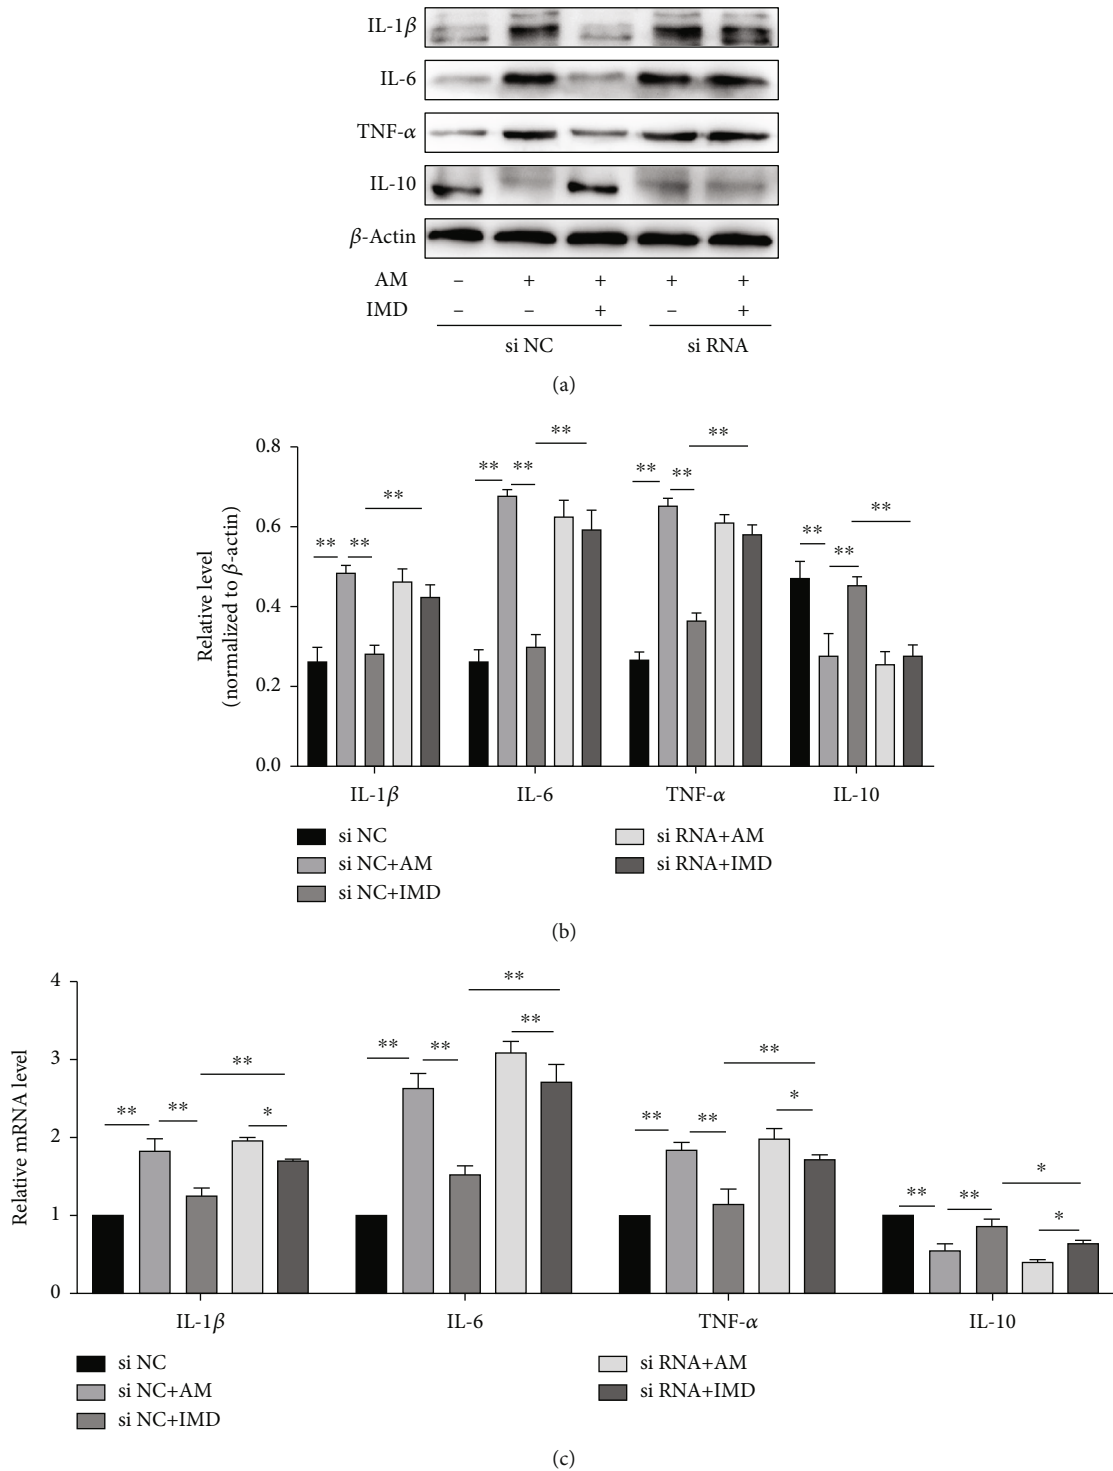 IL-1β
IL-6
TNF-α
IL-10
β-Actin
AM – + + + +
IMD – – + – +
si NC si RNA
(a)
** ** ** ** ** ** ** ** ** ** ** **
Relative level
(normalized to β-actin)
0.8
0.6
0.4
0.2
0.0
IL-1β IL-6 TNF-α IL-10
si NC si RNA+AM
si NC+AM si RNA+IMD
si NC+IMD
(b)
** ** ** * ** ** ** ** ** ** ** * ** ** * *
Relative mRNA level
4
3
2
1
0
IL-1β IL-6 TNF-α IL-10
si NC si RNA+AM
si NC+AM si RNA+IMD
si NC+IMD
(c)